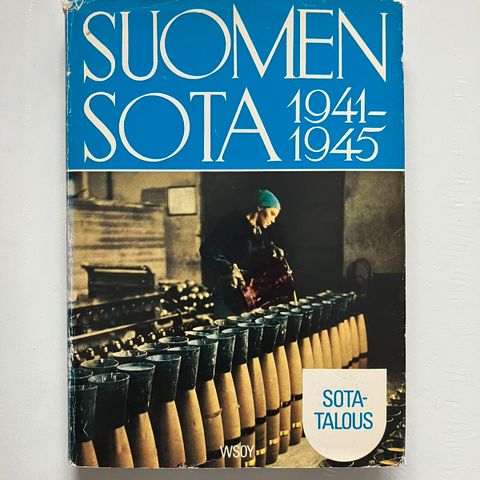 SUOMEN
SOTA 1941–
1945
SOTA-
TALOUS
WSOY